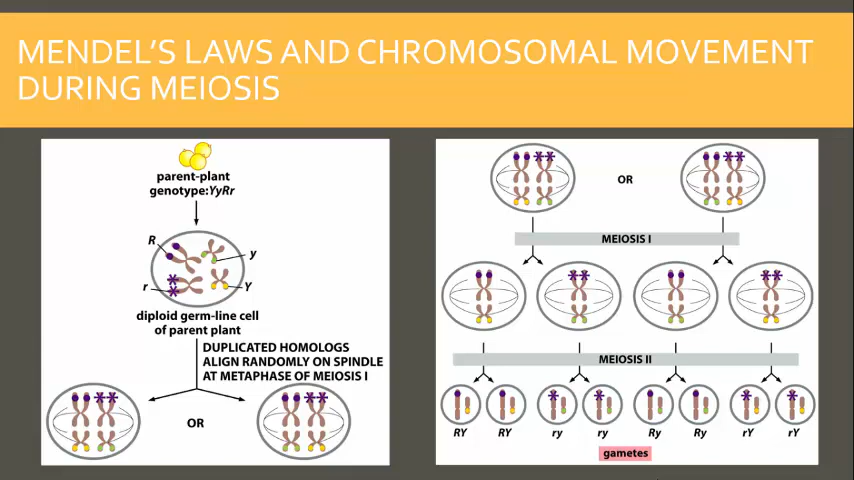 MENDEL'S LAWS AND CHROMOSOMAL MOVEMENT
DURING MEIOSIS
parent-plant
genotype:YyRr
R
y
r
Y
diploid germ-line cell
of parent plant
DUPLICATED HOMOLOGS
ALIGN RANDOMLY ON SPINDLE
AT METAPHASE OF MEIOSIS I
OR
OR
MEIOSIS I
MEIOSIS II
RY RY ry ry Ry Ry rY rY
gametes